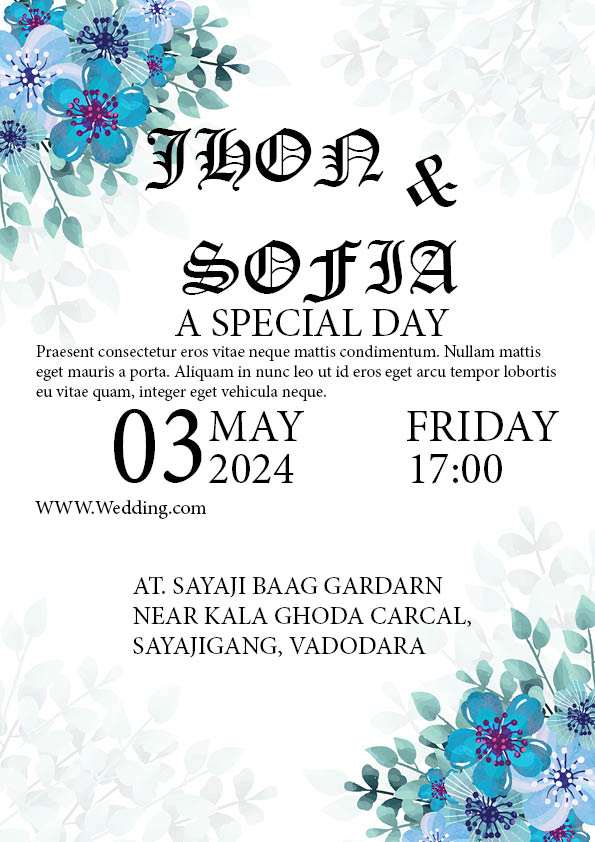 JHON &
SOFIA
A SPECIAL DAY
Praesent consectetur eros vitae neque mattis condimentum. Nullam mattis
eget mauris a porta. Aliquam in nunc leo ut id eros eget arcu tempor lobortis
eu vitae quam, integer eget vehicula neque.
03 MAY 2024
FRIDAY
17:00
WWW.Wedding.com
AT. SAYAJI BAAG GARDARN
NEAR KALA GHODA CARCAL,
SAYAJIGANG, VADODARA